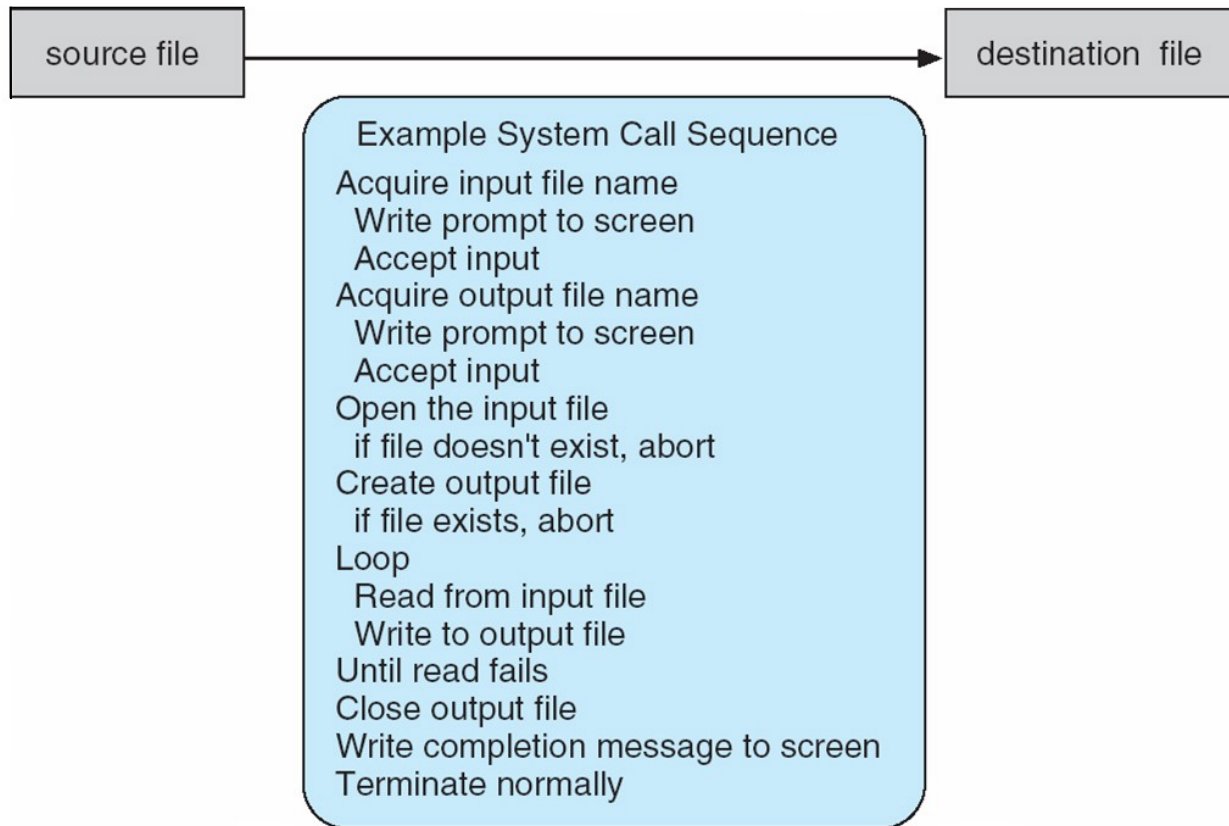 source file
destination file
Example System Call Sequence
Acquire input file name
Write prompt to screen
Accept input
Acquire output file name
Write prompt to screen
Accept input
Open the input file
if file doesn't exist, abort
Create output file
if file exists, abort
Loop
Read from input file
Write to output file
Until read fails
Close output file
Write completion message to screen
Terminate normally